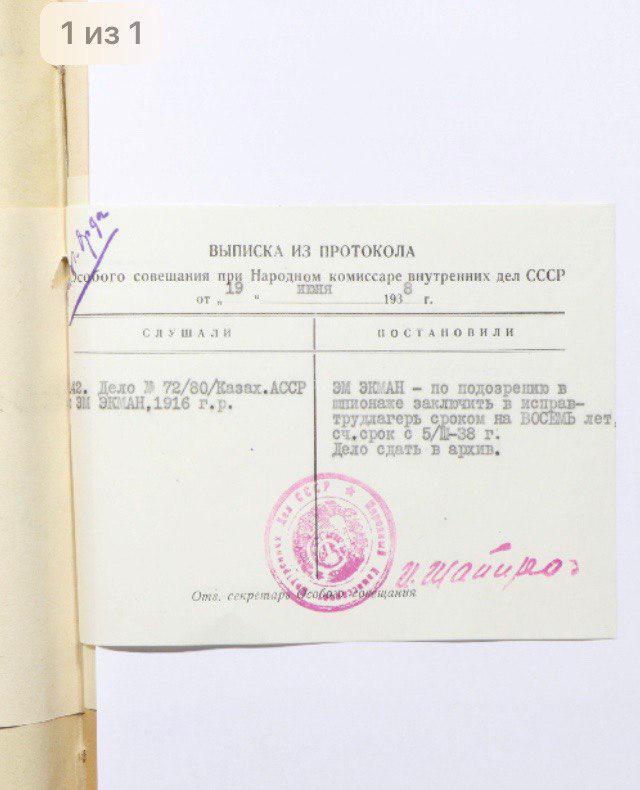 1 из 1
ВЫПИСКА ИЗ ПРОТОКОЛА
Особого совещания при Народном комиссаре внутренних дел СССР
от „ 19 “ июня 1938 г.
СЛУШАЛИ
42. Дело № 72/80/Казах.АССР
ЭМ ЭКМАН,1916 г.р.
ПОСТАНОВИЛИ
ЭМ ЭКМАН - по подозрению в
шпионаже заключить в исправ-
трудлагерь сроком на ВОСЕМЬ лет,
сч.срок с 5/III-38 г.
Дело сдать в архив.
Отв. секретарь Особого совещания